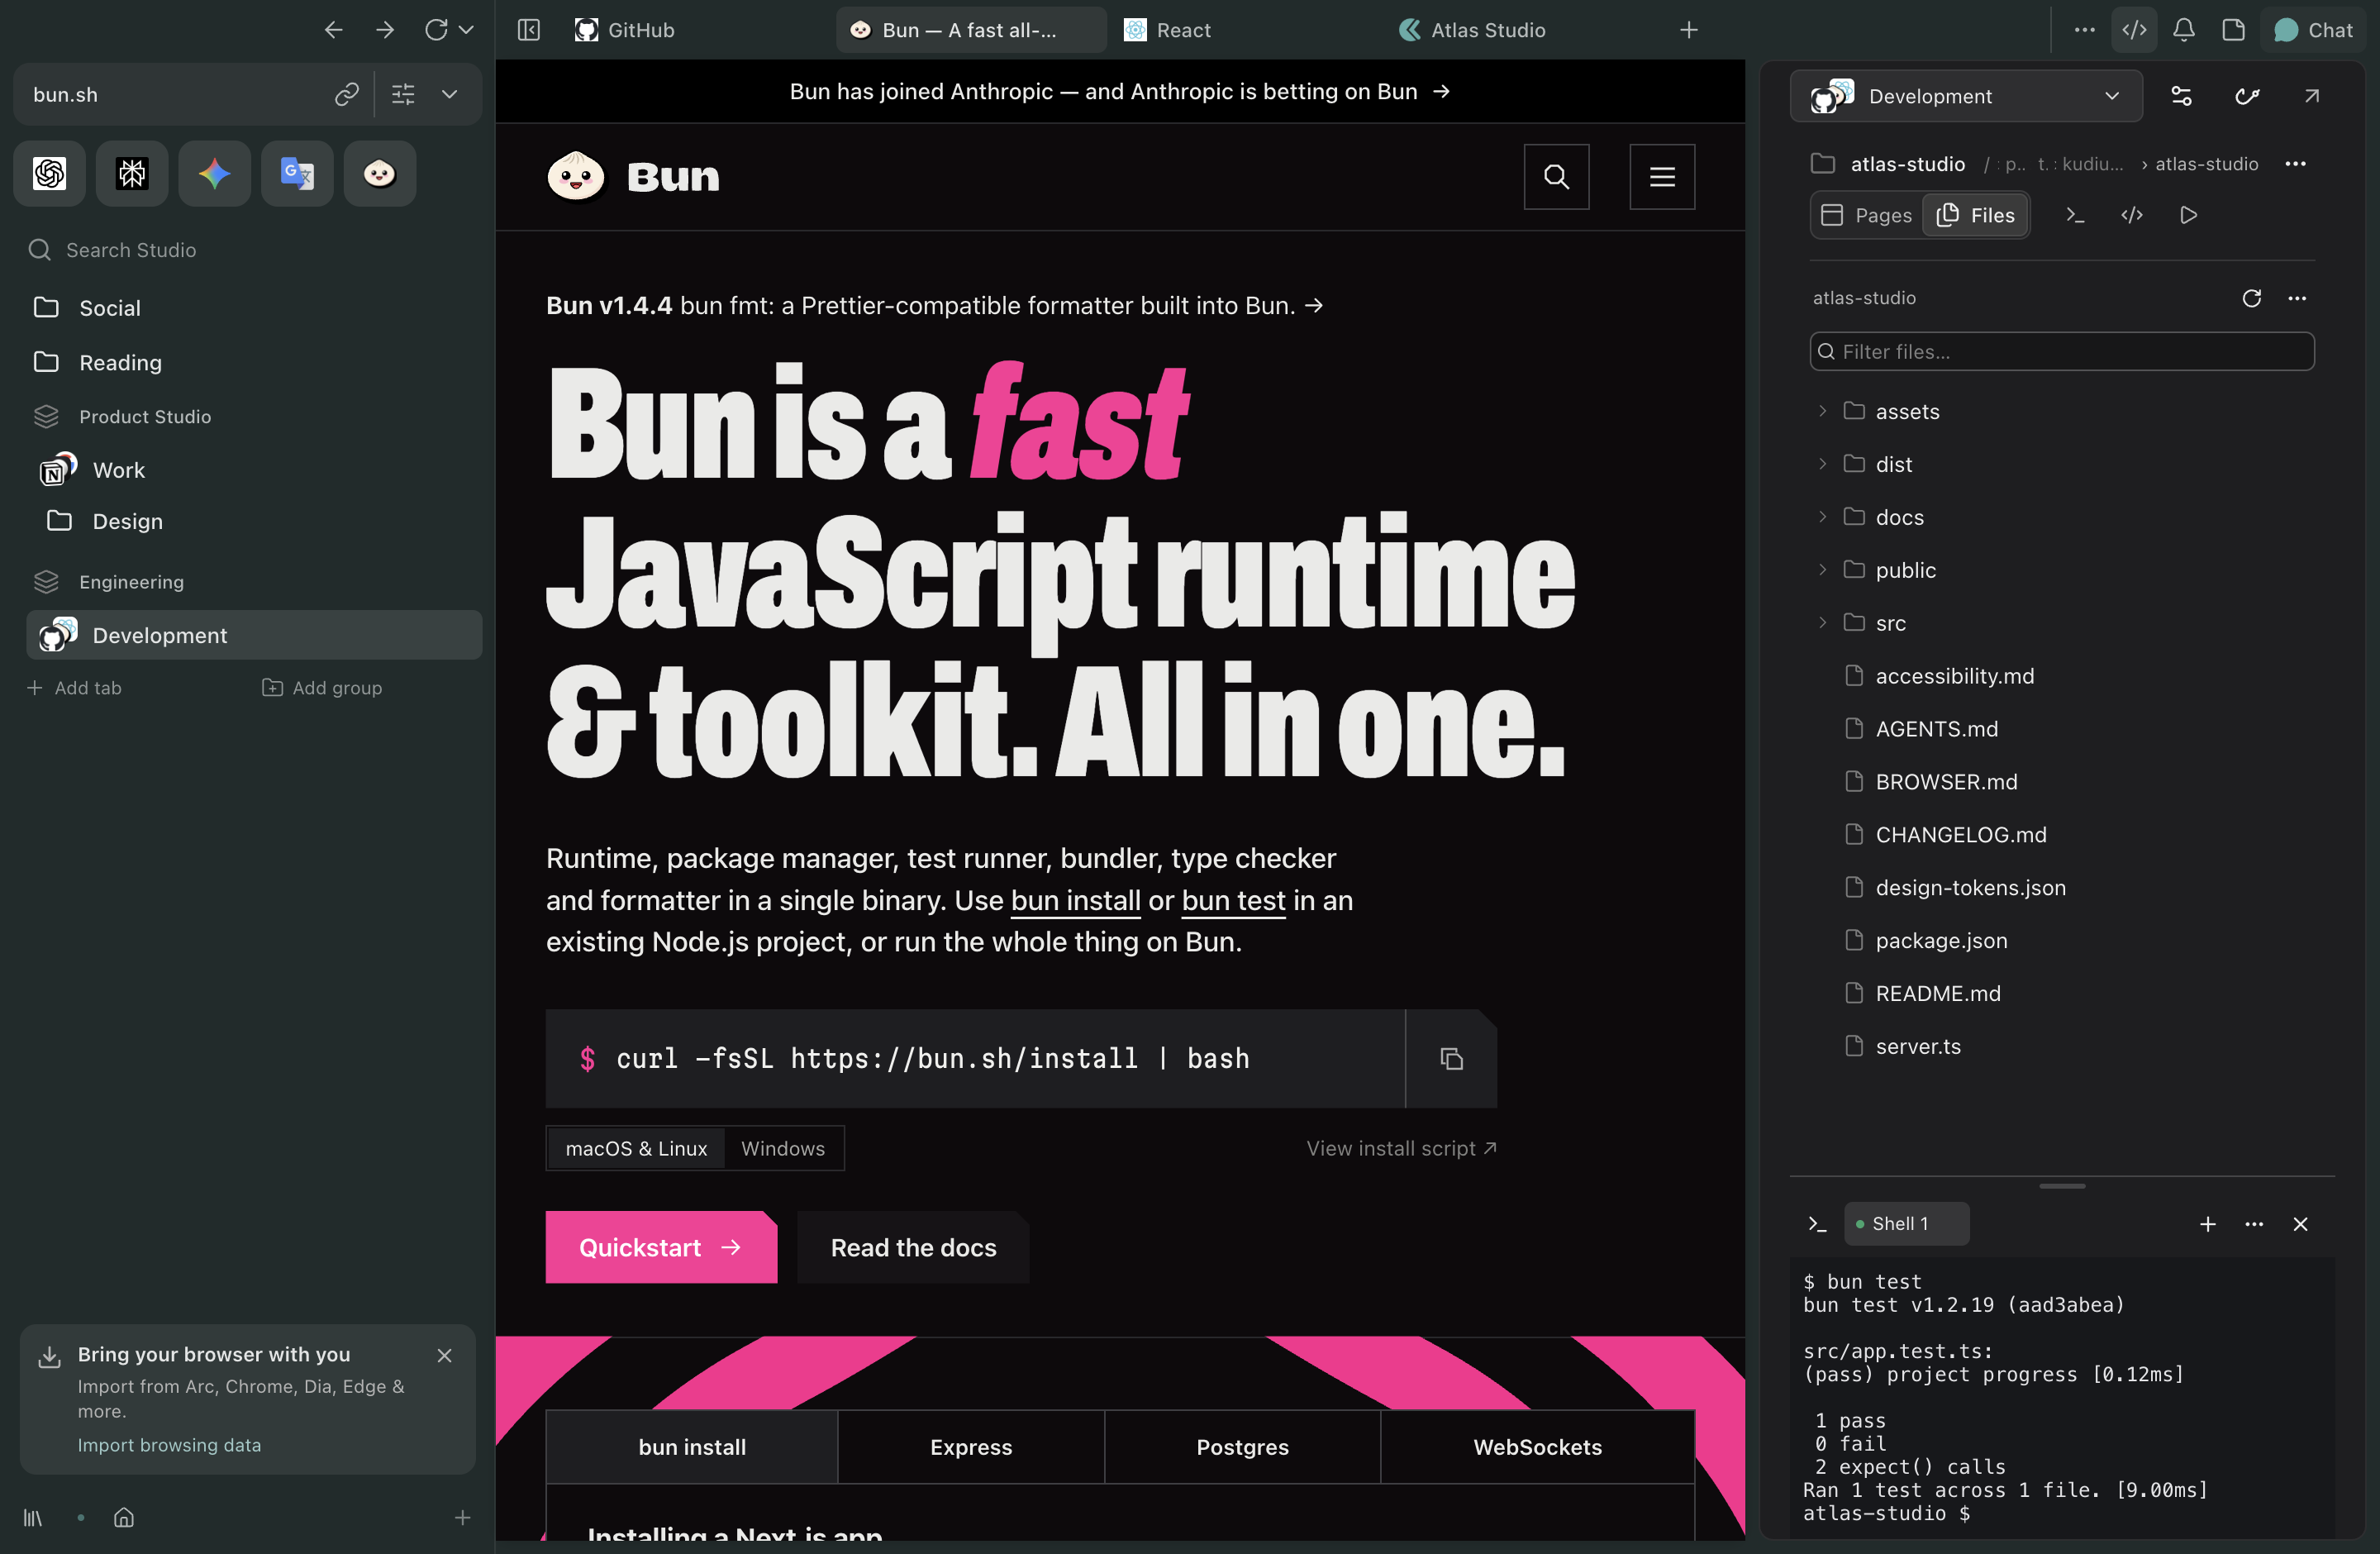 GitHub
Bun — A fast all-...
React
Atlas Studio
Chat
bun.sh
Search Studio
Social
Reading
Product Studio
Work
Design
Engineering
Development
Add tab
Add group
Bring your browser with you
Import from Arc, Chrome, Dia, Edge &
more.
Import browsing data
Bun has joined Anthropic — and Anthropic is betting on Bun →
Bun
Bun v1.4.4 bun fmt: a Prettier-compatible formatter built into Bun. →
Bun is a fast
JavaScript runtime
& toolkit. All in one.
Runtime, package manager, test runner, bundler, type checker
and formatter in a single binary. Use bun install or bun test in an
existing Node.js project, or run the whole thing on Bun.
$ curl -fsSL https://bun.sh/install | bash
macOS & Linux
Windows
View install script ↗
Quickstart →
Read the docs
bun install
Express
Postgres
WebSockets
Installing a Next.js app
Development
atlas-studio / : p.. t. : kudiu... › atlas-studio
Pages
Files
atlas-studio
Filter files...
assets
dist
docs
public
src
accessibility.md
AGENTS.md
BROWSER.md
CHANGELOG.md
design-tokens.json
package.json
README.md
server.ts
Shell 1
$ bun test
bun test v1.2.19 (aad3abea)
src/app.test.ts:
(pass) project progress [0.12ms]
1 pass
0 fail
2 expect() calls
Ran 1 test across 1 file. [9.00ms]
atlas-studio $